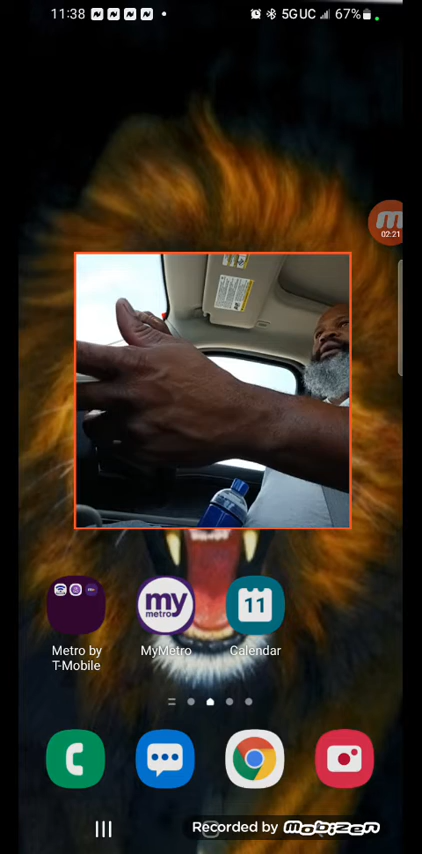 11:38
5GUC
67%
02:21
my
metro
11
Metro by
T-Mobile
MyMetro
Calendar
Recorded by MOBIZEN